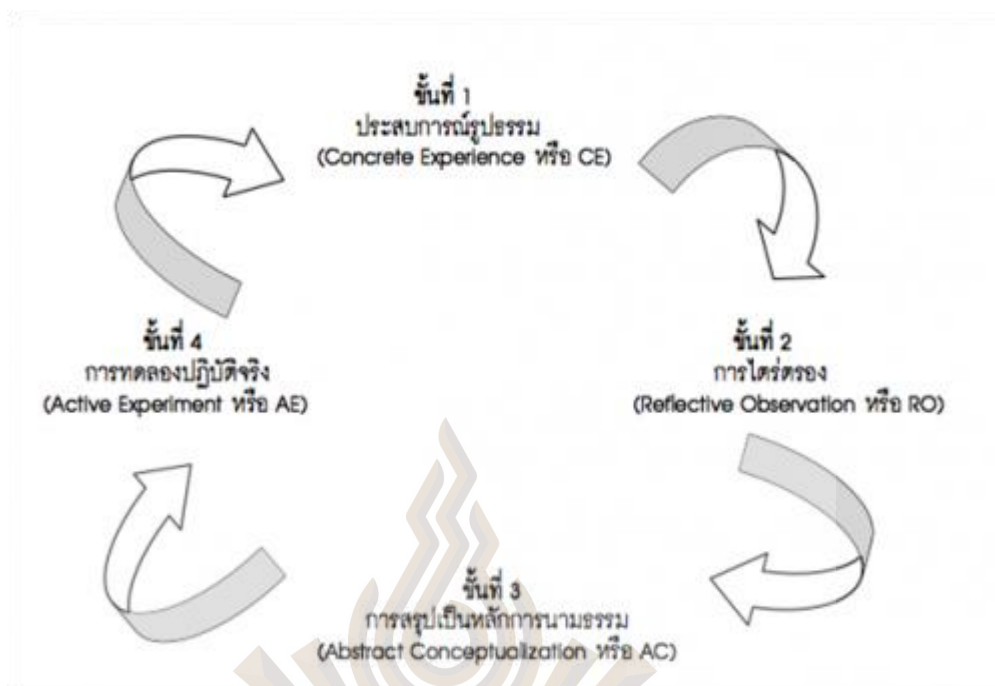 ขั้นที่ 1
ประสบการณ์รูปธรรม
(Concrete Experience หรือ CE)
ขั้นที่ 2
การไตร่ตรอง
(Reflective Observation หรือ RO)
ขั้นที่ 3
การสรุปเป็นหลักการนามธรรม
(Abstract Conceptualization หรือ AC)
ขั้นที่ 4
การทดลองปฏิบัติจริง
(Active Experiment หรือ AE)